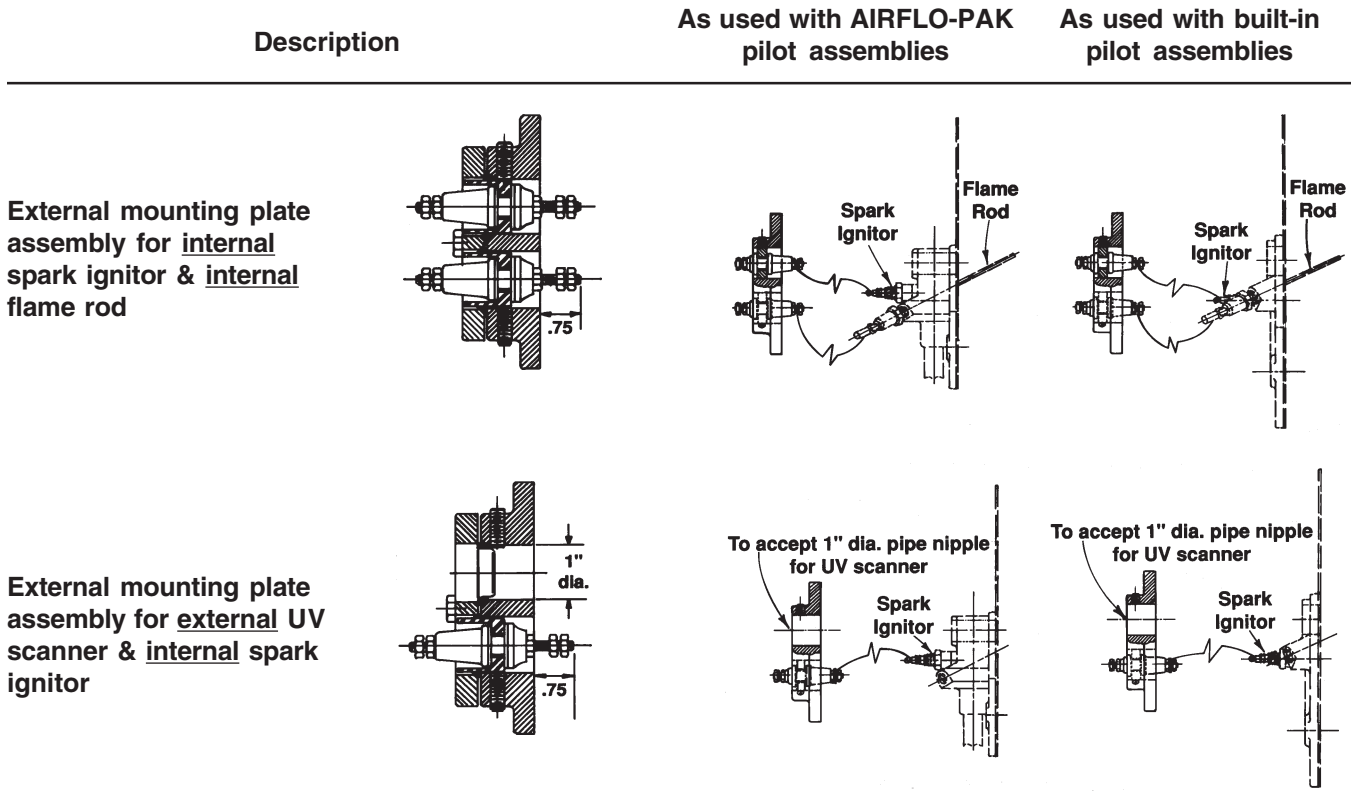 Description
As used with AIRFLO-PAK
pilot assemblies
As used with built-in
pilot assemblies
External mounting plate
assembly for internal
spark ignitor & internal
flame rod
.75
Spark
Ignitor
Flame
Rod
Spark
Ignitor
Flame
Rod
External mounting plate
assembly for external UV
scanner & internal spark
ignitor
1"
dia.
.75
To accept 1" dia. pipe nipple
for UV scanner
Spark
Ignitor
To accept 1" dia. pipe nipple
for UV scanner
Spark
Ignitor